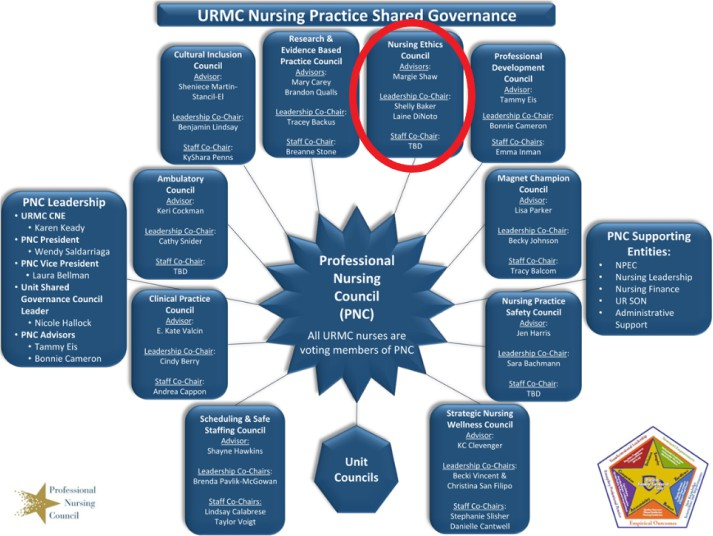 URMC Nursing Practice Shared Governance
Cultural Inclusion
Council
Advisor:
Sheniece Martin-
Stancil-El
Leadership Co-Chair:
Benjamin Lindsay
Staff Co-Chair:
KyShara Penns
Research &
Evidence Based
Practice Council
Advisors:
Mary Carey
Brandon Qualls
Leadership Co-Chair:
Tracey Backus
Staff Co-Chair:
Breanne Stone
Nursing Ethics
Council
Advisors:
Margie Shaw
Leadership Co-Chair:
Shelly Baker
Laine DiNoto
Staff Co-Chair:
TBD
Professional
Development
Council
Advisor:
Tammy Eis
Leadership Co-Chair:
Bonnie Cameron
Staff Co-Chairs:
Emma Inman
Ambulatory
Council
Advisor:
Keri Cockman
Leadership Co-Chair:
Cathy Snider
Staff Co-Chair:
TBD
Magnet Champion
Council
Advisor:
Lisa Parker
Leadership Co-Chair:
Becky Johnson
Staff Co-Chair:
Tracy Balcom
PNC Leadership
• URMC CNE
• Karen Keady
• PNC President
• Wendy Saldarriaga
• PNC Vice President
• Laura Bellman
• Unit Shared
Governance Council
Leader
• Nicole Hallock
• PNC Advisors
• Tammy Eis
• Bonnie Cameron
Professional
Nursing
Council
(PNC)
All URMC nurses are
voting members of PNC
PNC Supporting
Entities:
• NPEC
• Nursing Leadership
• Nursing Finance
• UR SON
• Administrative
Support
Clinical Practice
Council
Advisor:
E. Kate Valcin
Leadership Co-Chair:
Cindy Berry
Staff Co-Chair:
Andrea Cappon
Nursing Practice
Safety Council
Advisor:
Jen Harris
Leadership Co-Chair:
Sara Bachmann
Staff Co-Chair:
TBD
Scheduling & Safe
Staffing Council
Advisor:
Shayne Hawkins
Leadership Co-Chairs:
Brenda Pavlik-McGowan
Staff Co-Chairs:
Lindsay Calabrese
Taylor Voigt
Unit
Councils
Strategic Nursing
Wellness Council
Advisor:
KC Clevenger
Leadership Co-Chairs:
Becki Vincent &
Christina San Filipo
Staff Co-Chairs:
Stephanie Slisher
Danielle Cantwell
Professional
Nursing
Council
Empirical Outcomes